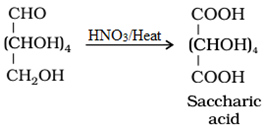 CHO COOH
| |
(CHOH)₄ HNO₃/Heat (CHOH)₄
| |
CH₂OH COOH
Saccharic
acid